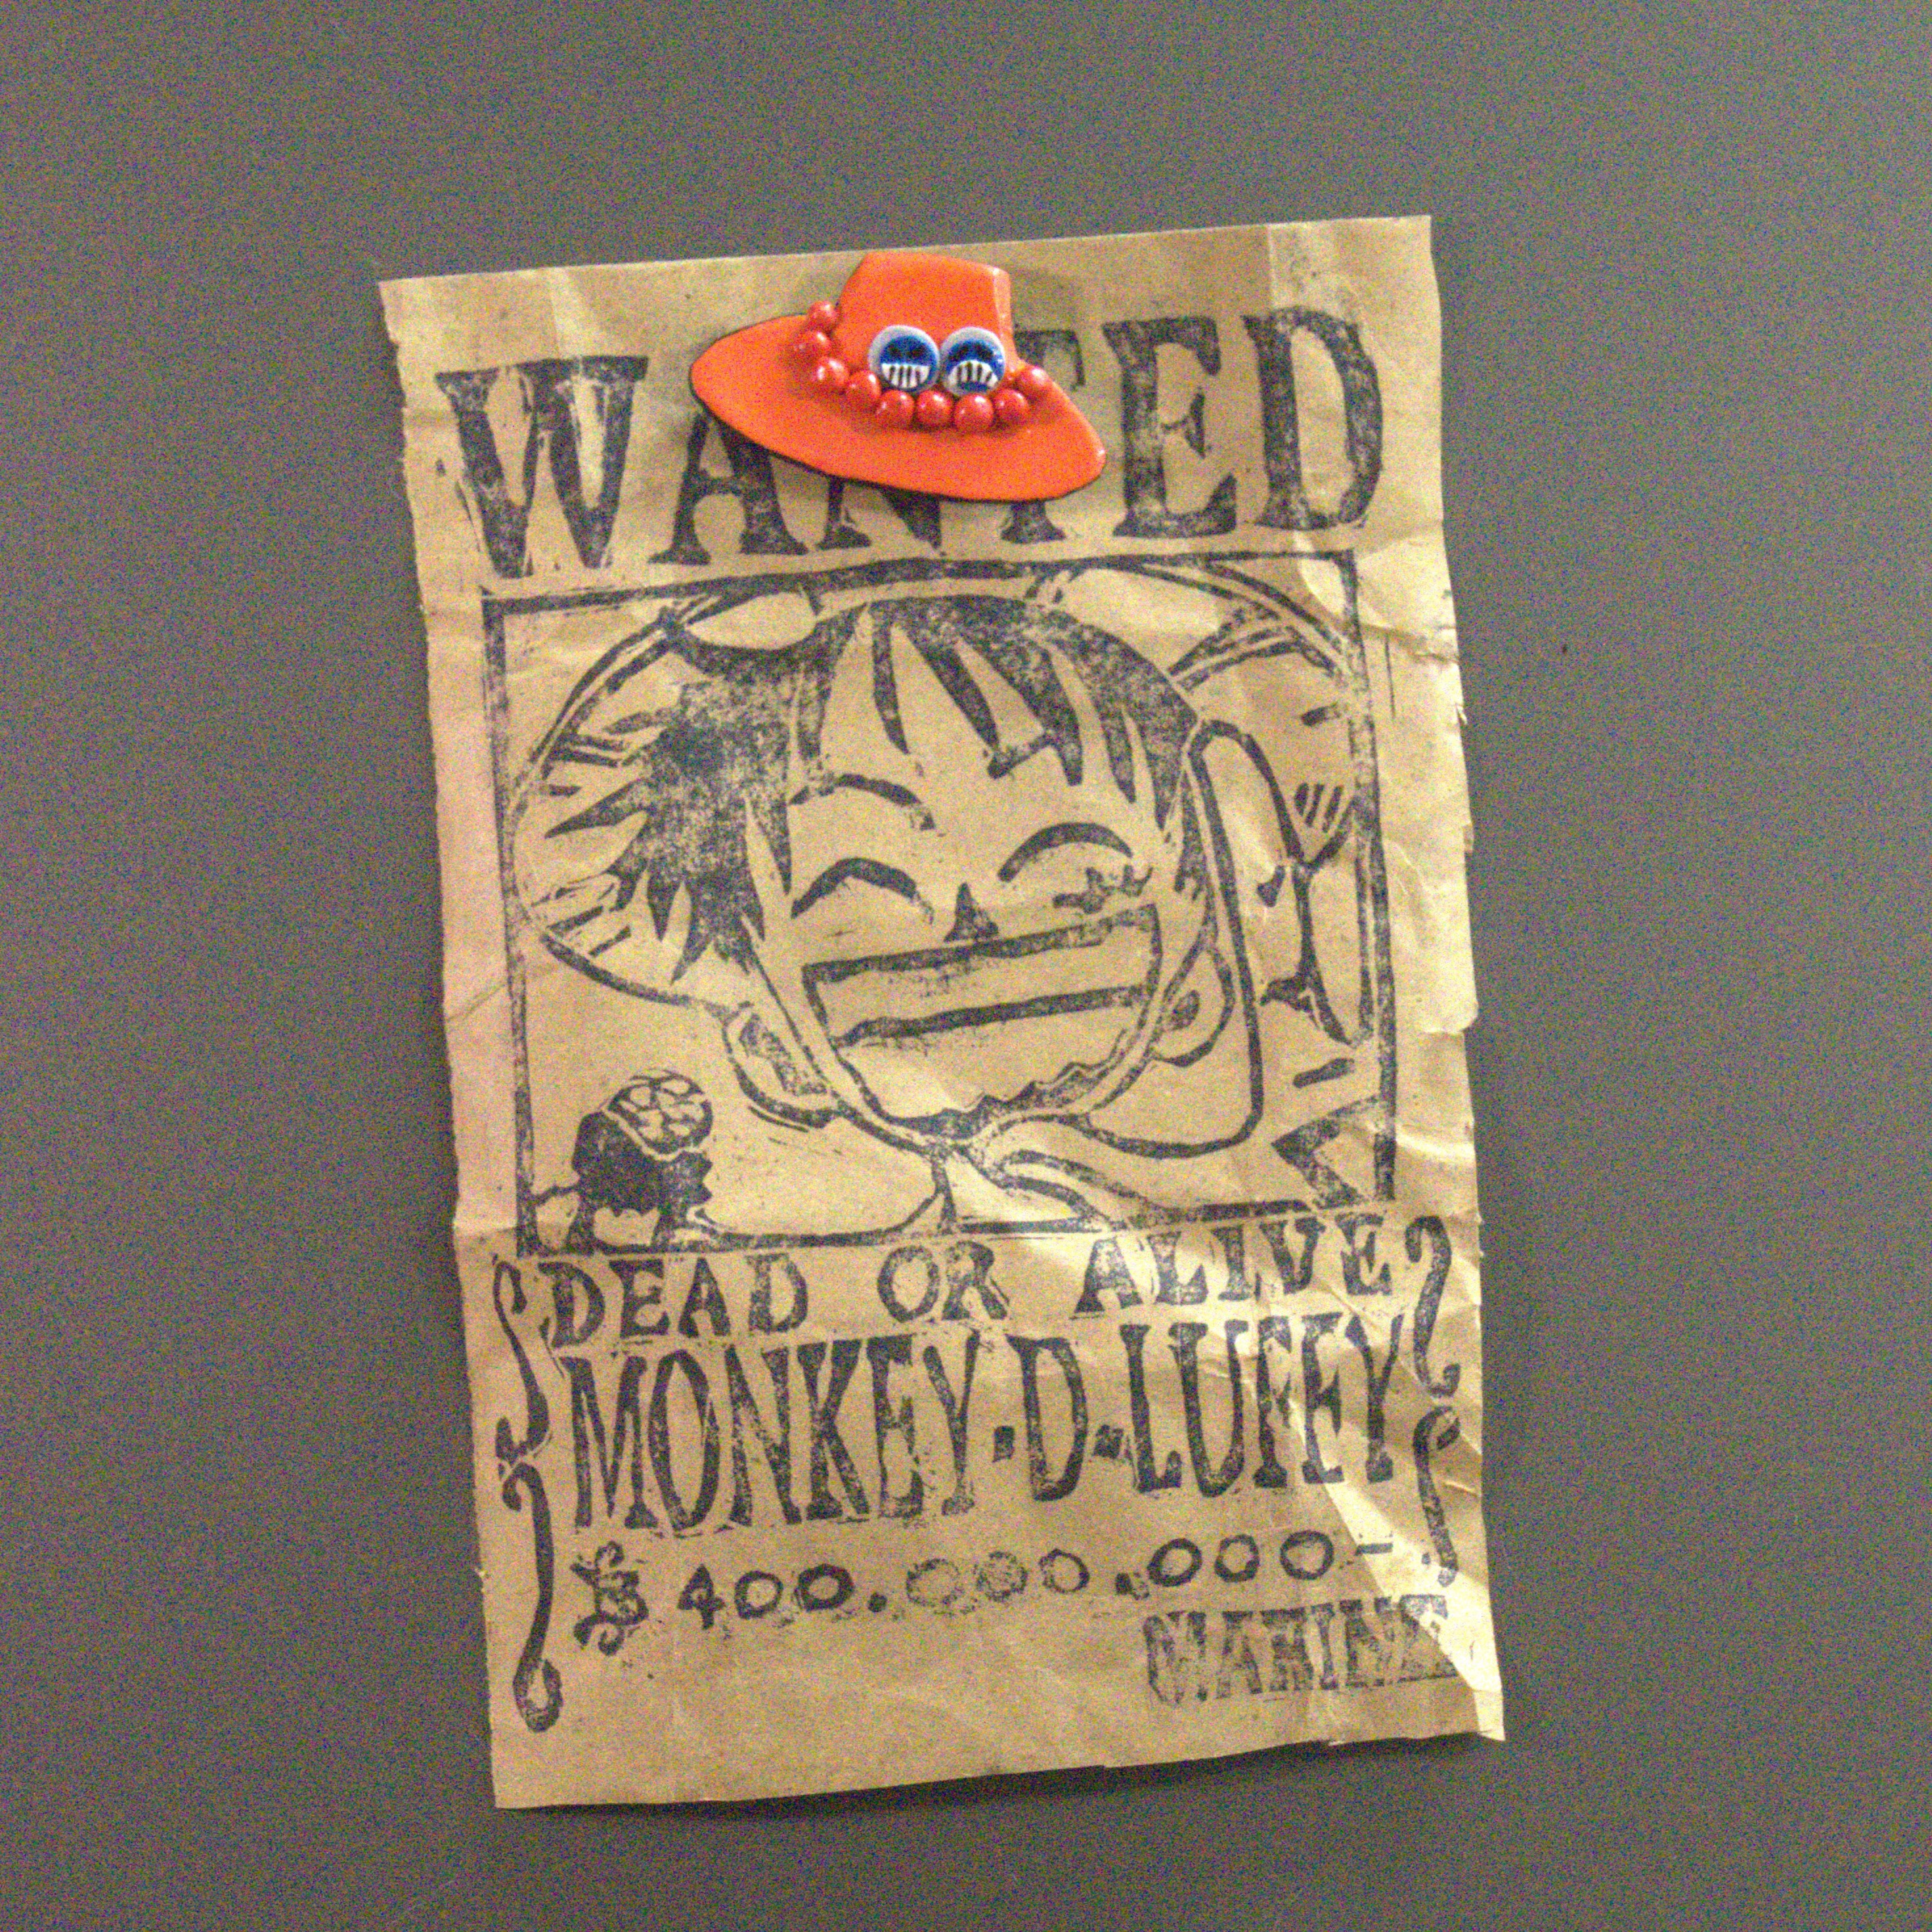 WANTED
DEAD OR ALIVE
MONKEY·D·LUFFY
฿ 400.000.000-
MARINE